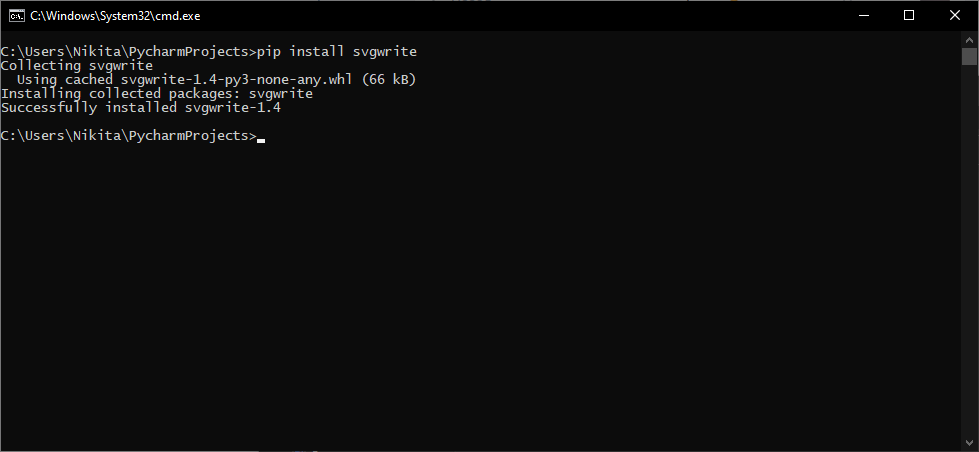 C:\Windows\System32\cmd.exe
C:\Users\Nikita\PycharmProjects>pip install svgwrite
Collecting svgwrite
  Using cached svgwrite-1.4-py3-none-any.whl (66 kB)
Installing collected packages: svgwrite
Successfully installed svgwrite-1.4
C:\Users\Nikita\PycharmProjects>